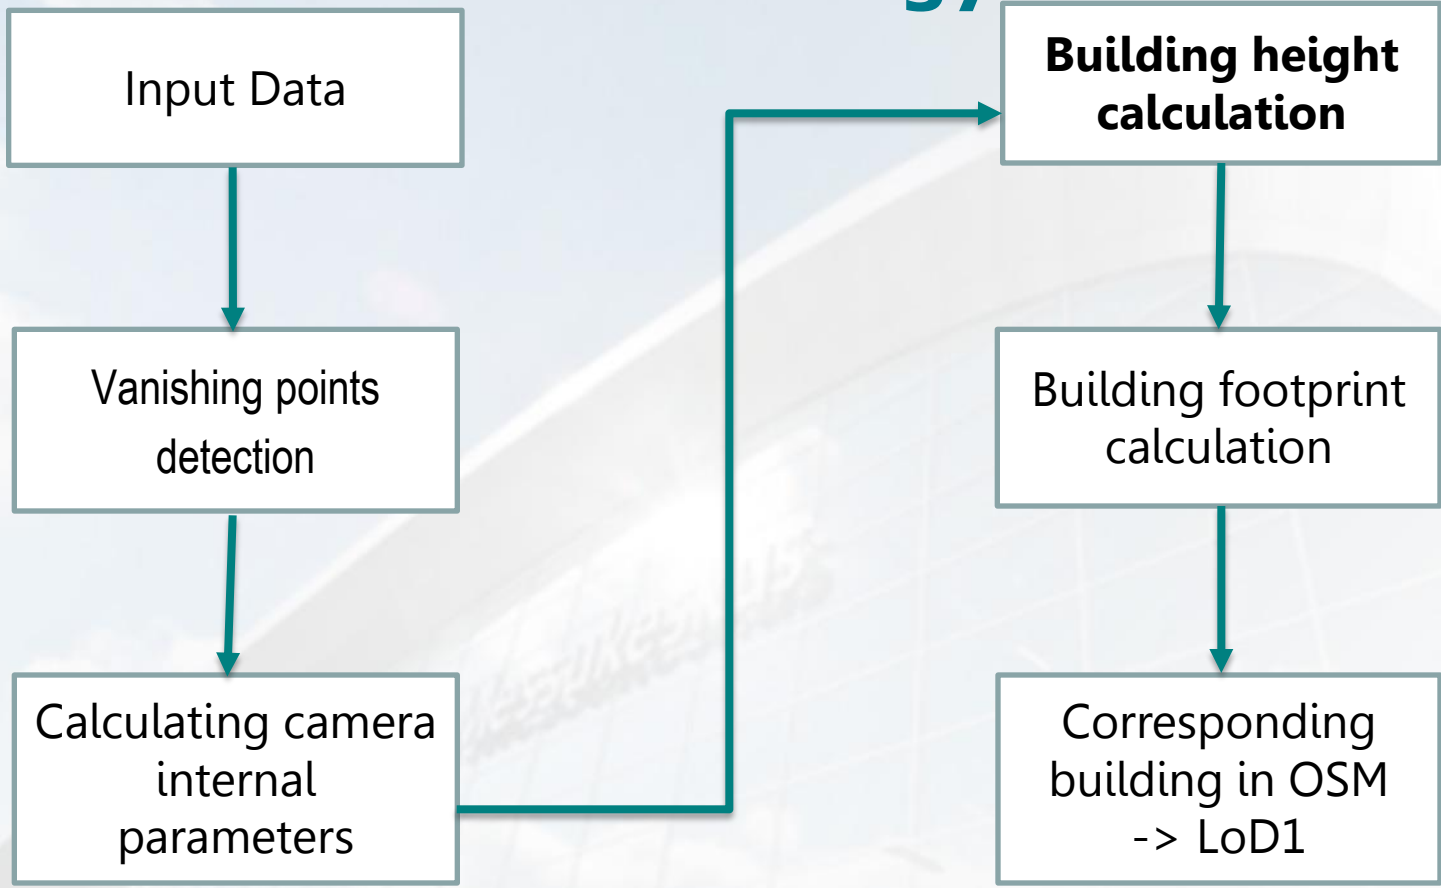 Input Data
Vanishing points
detection
Calculating camera
internal
parameters
Building height
calculation
Building footprint
calculation
Corresponding
building in OSM
-> LoD1